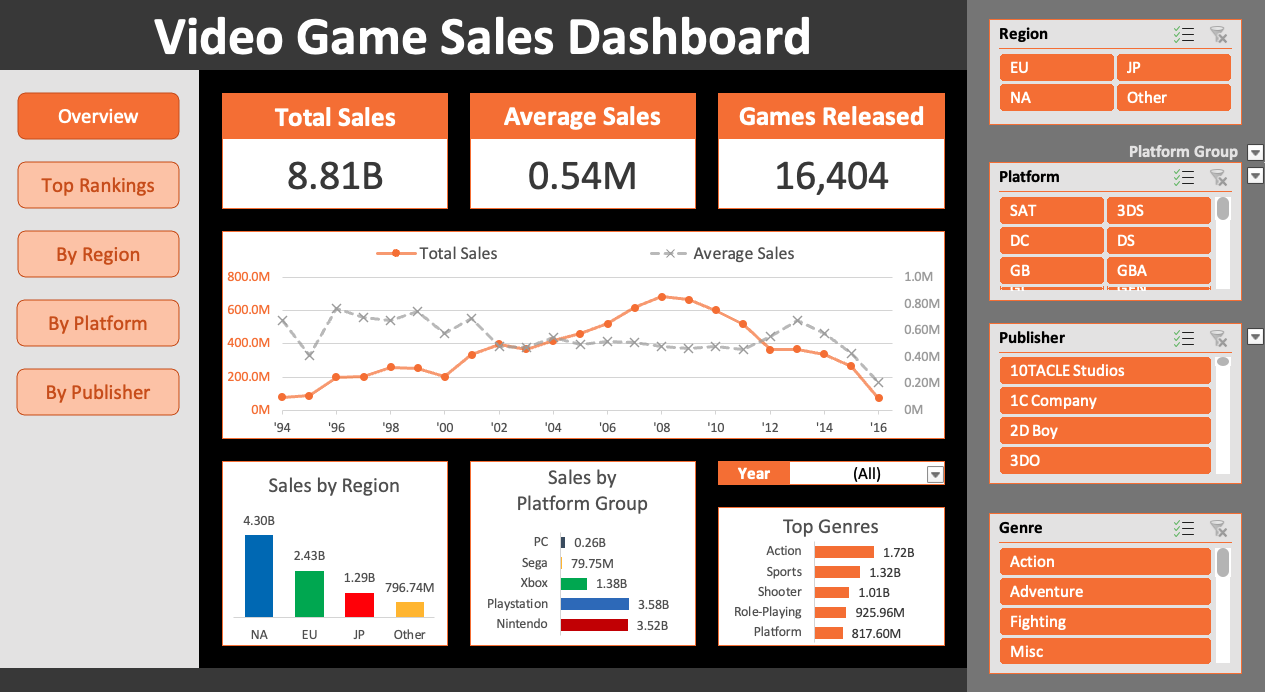 Video Game Sales Dashboard
Overview
Top Rankings
By Region
By Platform
By Publisher
Total Sales
8.81B
Average Sales
0.54M
Games Released
16,404
Total Sales
Average Sales
800.0M
600.0M
400.0M
200.0M
0M
1.0M
0.80M
0.60M
0.40M
0.20M
0M
'94 '96 '98 '00 '02 '04 '06 '08 '10 '12 '14 '16
Sales by Region
4.30B
2.43B
1.29B
796.74M
NA EU JP Other
Sales by
Platform Group
PC 0.26B
Sega 79.75M
Xbox 1.38B
Playstation 3.58B
Nintendo 3.52B
Year (All)
Top Genres
Action 1.72B
Sports 1.32B
Shooter 1.01B
Role-Playing 925.96M
Platform 817.60M
Region
EU JP
NA Other
Platform Group
Platform
SAT 3DS
DC DS
GB GBA
Publisher
10TACLE Studios
1C Company
2D Boy
3DO
Genre
Action
Adventure
Fighting
Misc